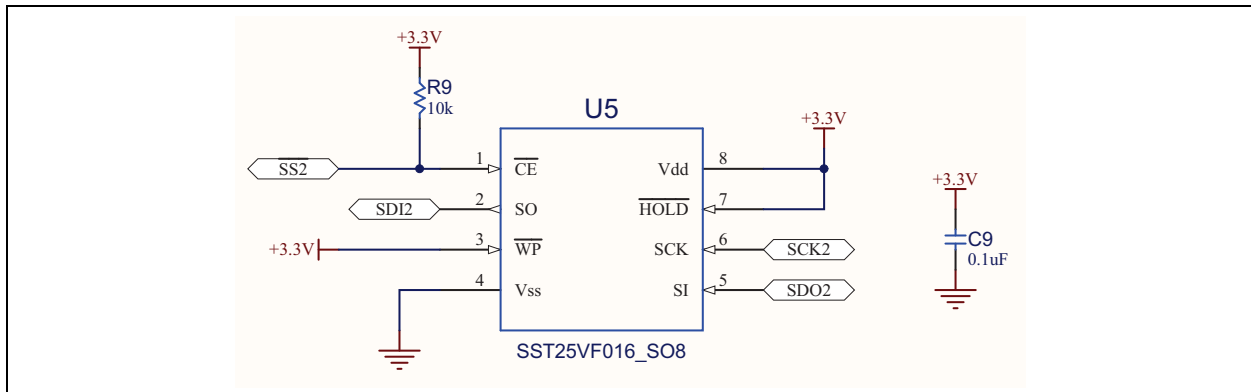 +3.3V
R9
10k
U5
+3.3V
SS2
1
CE
Vdd
8
+3.3V
SDI2
2
SO
HOLD
7
C9
0.1uF
+3.3V
3
WP
SCK
6
SCK2
4
Vss
SI
5
SDO2
SST25VF016_SO8